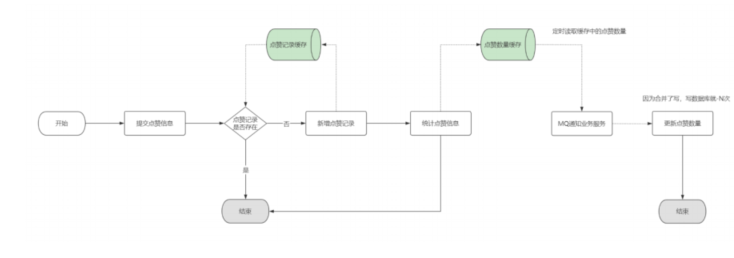 点赞记录缓存
点赞数量缓存
定时读取缓存中的点赞数量
因为合并了写，写数据库就-N次
开始
提交点赞信息
点赞记录
是否存在
否
新增点赞记录
统计点赞信息
MQ通知业务服务
更新点赞数量
是
结束
结束